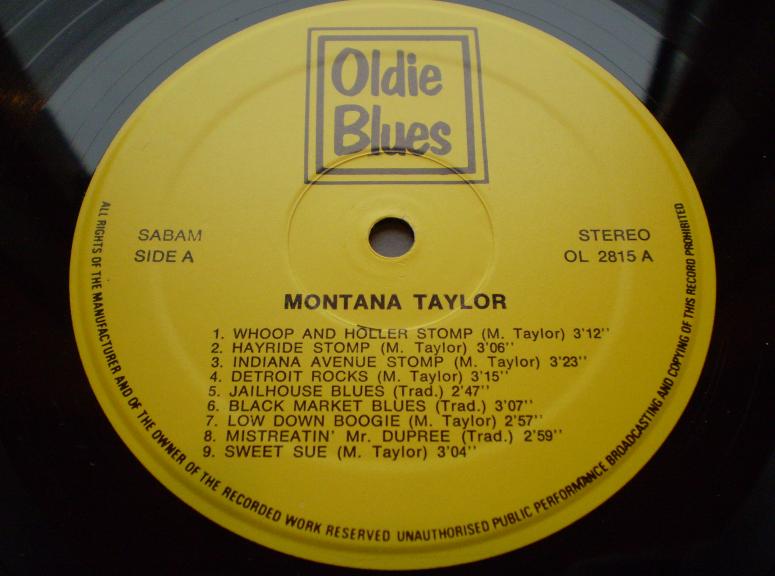 Oldie
Blues
SABAM
SIDE A
STEREO
OL 2815 A
MONTANA TAYLOR
1. WHOOP AND HOLLER STOMP (M. Taylor) 3'12''
2. HAYRIDE STOMP (M. Taylor) 3'06''
3. INDIANA AVENUE STOMP (M. Taylor) 3'23''
4. DETROIT ROCKS (M. Taylor) 3'15''
5. JAILHOUSE BLUES (Trad.) 2'47''
6. BLACK MARKET BLUES (Trad.) 3'07''
7. LOW DOWN BOOGIE (M. Taylor) 2'57''
8. MISTREATIN' Mr. DUPREE (Trad.) 2'59''
9. SWEET SUE (M. Taylor) 3'04''
ALL RIGHTS OF THE MANUFACTURER AND OF THE OWNER OF THE RECORDED WORK RESERVED UNAUTHORISED PUBLIC PERFORMANCE BROADCASTING AND COPYING OF THIS RECORD PROHIBITED